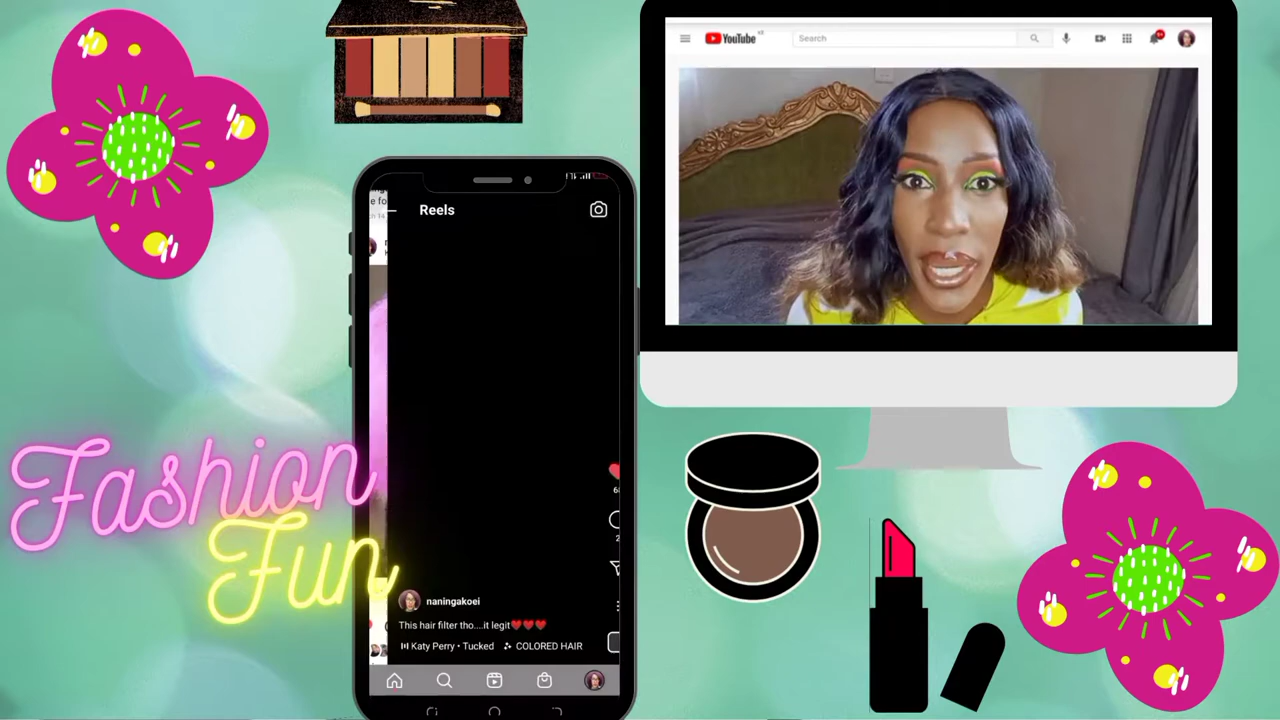 YouTube
Search
Reels
Fashion
Fun
naningakoei
This hair filter tho....it legit❤️❤️❤️
Katy Perry • Tucked
COLORED HAIR